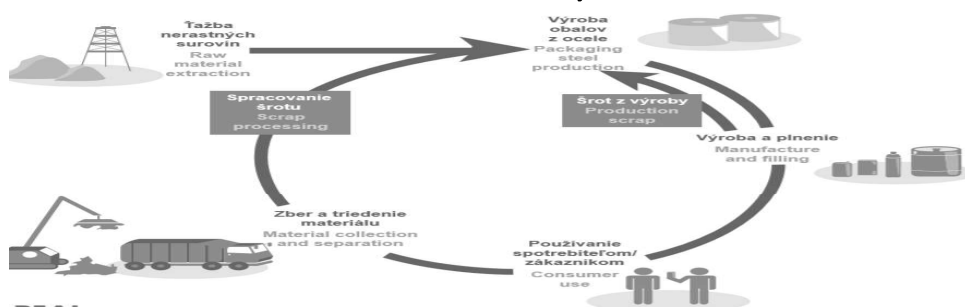 Ťažba
nerastných
surovín
Raw
material
extraction
Výroba
obalov
z ocele
Packaging
steel
production
Spracovanie
šrotu
Scrap
processing
Šrot z výroby
Production
scrap
Výroba a plnenie
Manufacture
and filling
Zber a triedenie
materiálu
Material collection
and separation
Používanie
spotrebiteľom/
zákazníkom
Consumer
use